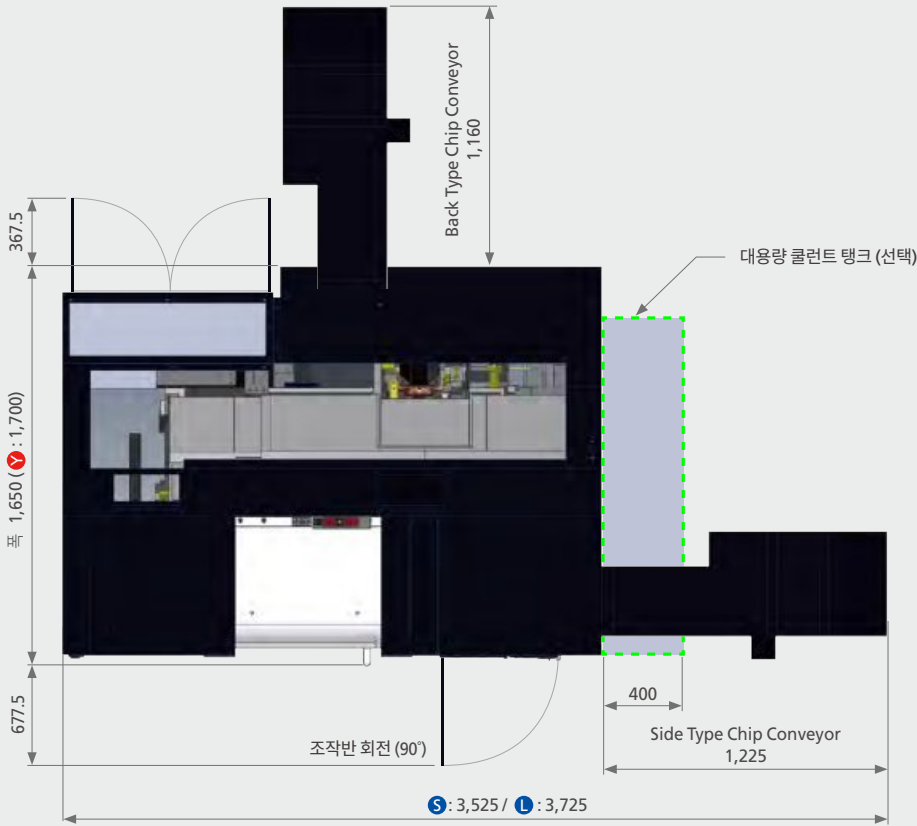 Back Type Chip Conveyor
1,160
367.5
대용량 쿨런트 탱크 (선택)
폭 1,650 ( Y : 1,700)
677.5
400
조작반 회전 (90°)
Side Type Chip Conveyor
1,225
S : 3,525 / L : 3,725